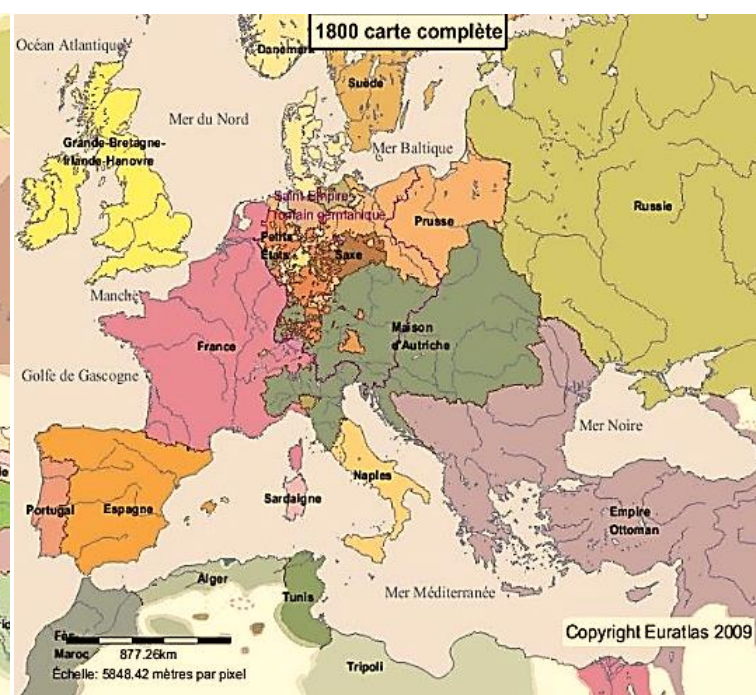 1800 carte complète
Océan Atlantique
Danemark
Suède
Mer du Nord
Grande-Bretagne-
Irlande-Hanovre
Mer Baltique
Russie
Saint Empire
romain germanique
Prusse
Petits
États
Saxe
Manche
France
Maison
d'Autriche
Golfe de Gascogne
Mer Noire
Portugal
Espagne
Sardaigne
Naples
Empire
Ottoman
Alger
Tunis
Mer Méditerranée
Fès-
Maroc
877.26km
Échelle: 5848.42 mètres par pixel
Tripoli
Copyright Euratlas 2009